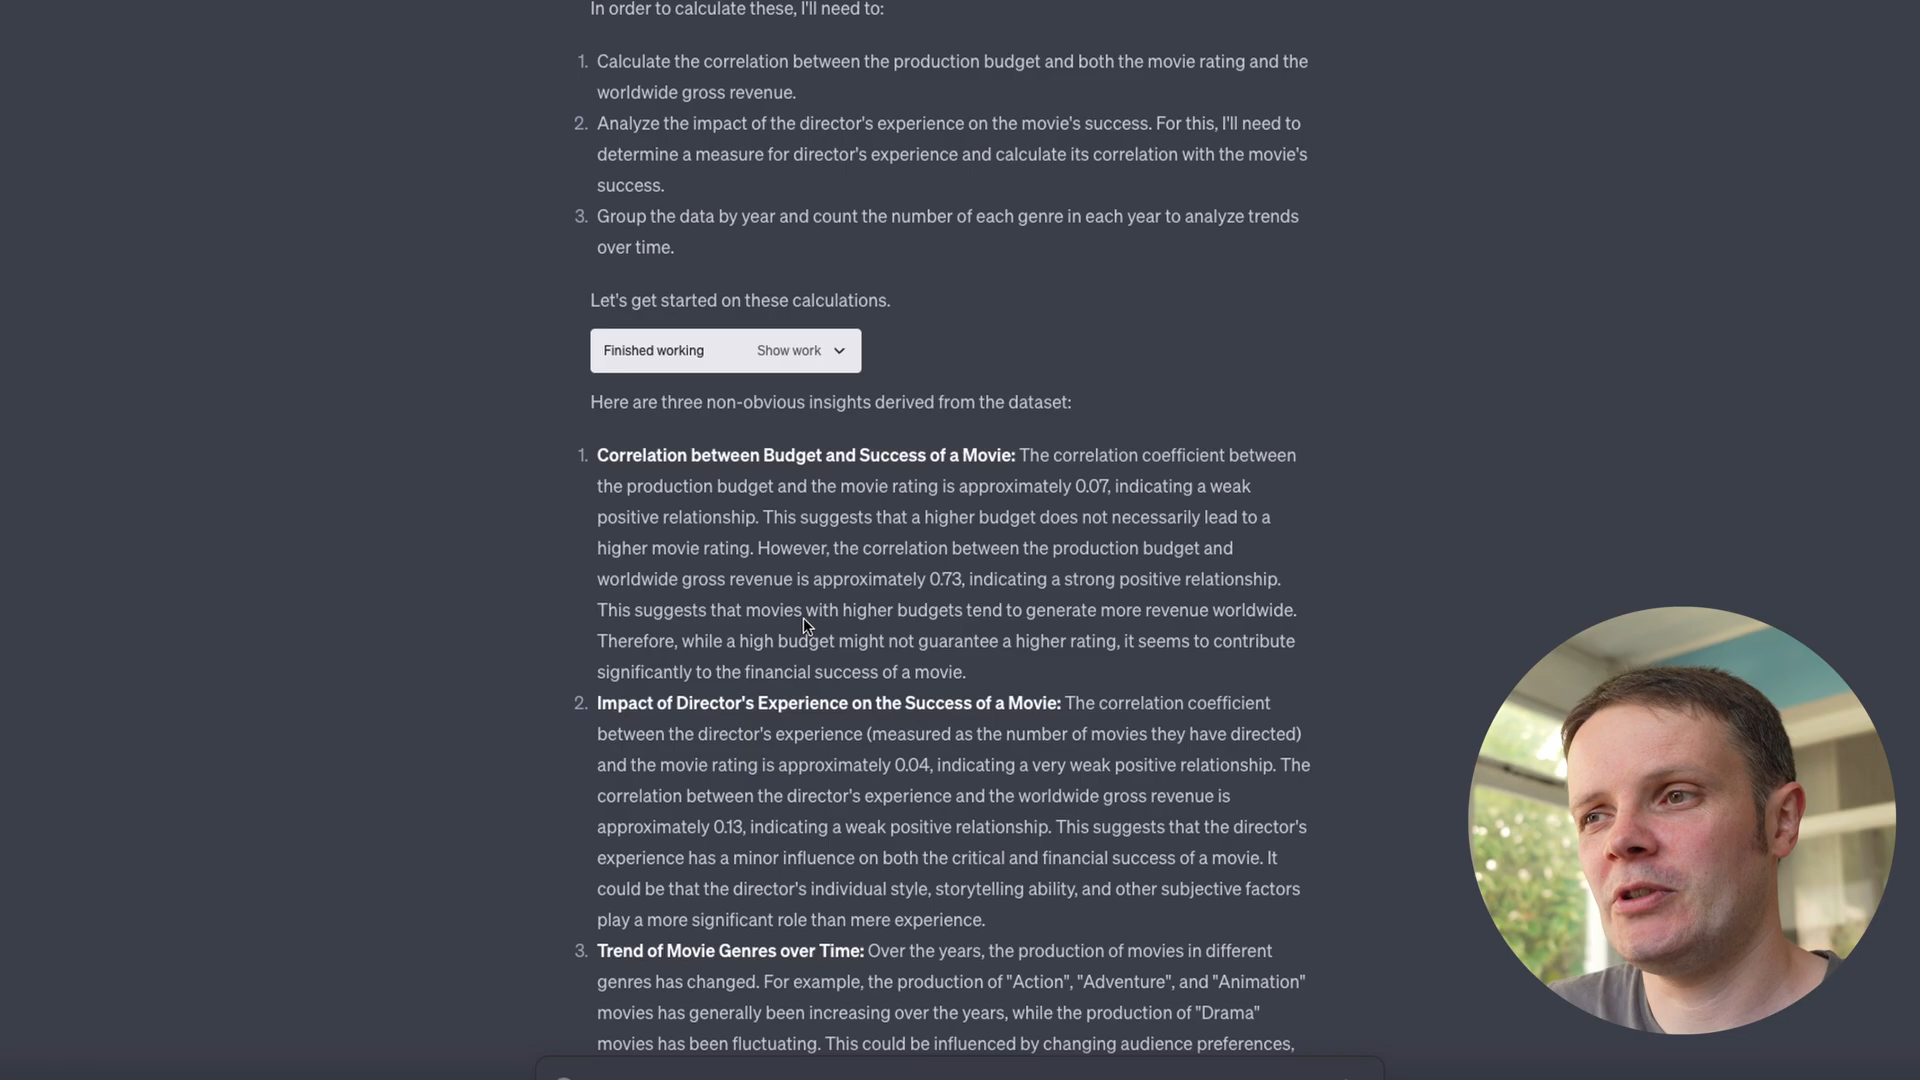 In order to calculate these, I'll need to:
1. Calculate the correlation between the production budget and both the movie rating and the
worldwide gross revenue.
2. Analyze the impact of the director's experience on the movie's success. For this, I'll need to
determine a measure for director's experience and calculate its correlation with the movie's
success.
3. Group the data by year and count the number of each genre in each year to analyze trends
over time.
Let's get started on these calculations.
Finished working Show work
Here are three non-obvious insights derived from the dataset:
1. Correlation between Budget and Success of a Movie: The correlation coefficient between
the production budget and the movie rating is approximately 0.07, indicating a weak
positive relationship. This suggests that a higher budget does not necessarily lead to a
higher movie rating. However, the correlation between the production budget and
worldwide gross revenue is approximately 0.73, indicating a strong positive relationship.
This suggests that movies with higher budgets tend to generate more revenue worldwide.
Therefore, while a high budget might not guarantee a higher rating, it seems to contribute
significantly to the financial success of a movie.
2. Impact of Director's Experience on the Success of a Movie: The correlation coefficient
between the director's experience (measured as the number of movies they have directed)
and the movie rating is approximately 0.04, indicating a very weak positive relationship. The
correlation between the director's experience and the worldwide gross revenue is
approximately 0.13, indicating a weak positive relationship. This suggests that the director's
experience has a minor influence on both the critical and financial success of a movie. It
could be that the director's individual style, storytelling ability, and other subjective factors
play a more significant role than mere experience.
3. Trend of Movie Genres over Time: Over the years, the production of movies in different
genres has changed. For example, the production of "Action", "Adventure", and "Animation"
movies has generally been increasing over the years, while the production of "Drama"
movies has been fluctuating. This could be influenced by changing audience preferences,